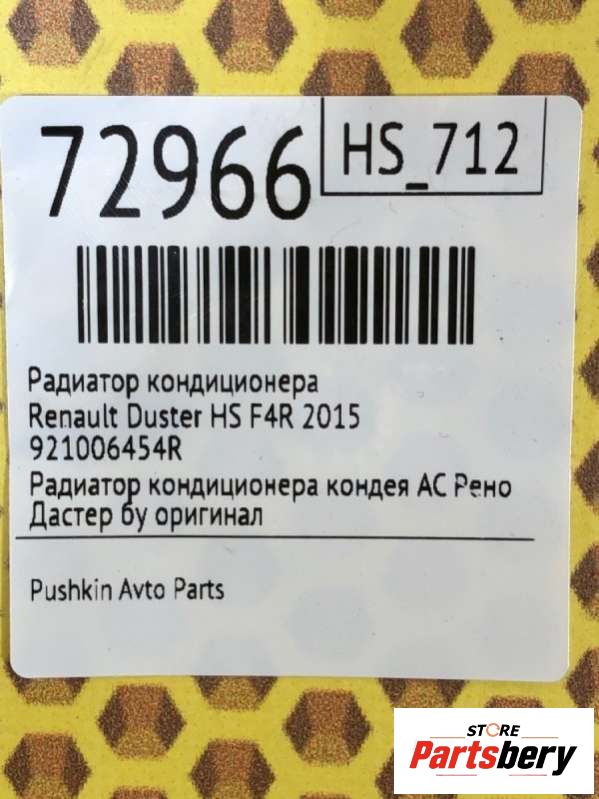 72966
HS_712
Радиатор кондиционера
Renault Duster HS F4R 2015
921006454R
Радиатор кондиционера кондея АС Рено
Дастер бу оригинал
Pushkin Avto Parts
STORE
Partsbery